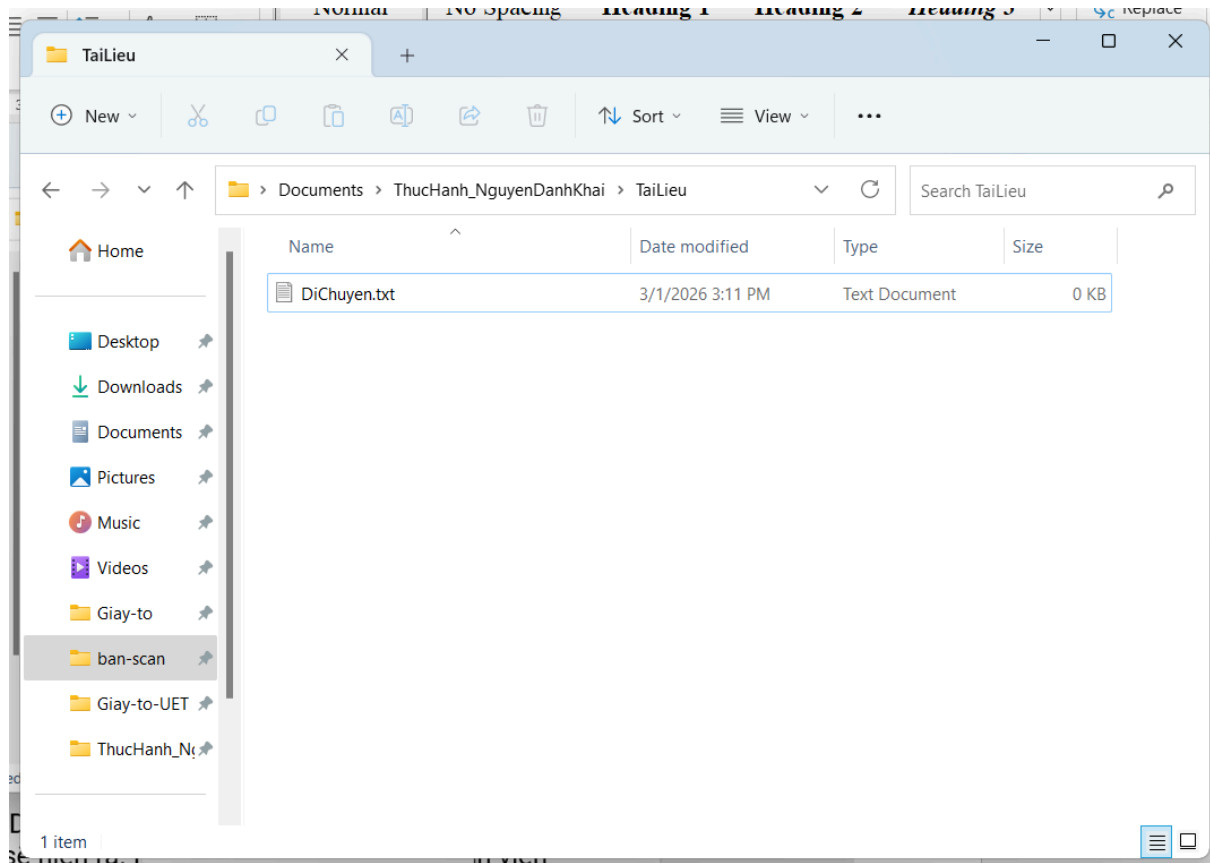 Normal No Spacing Heading 1 Heading 2 Heading 3 Replace
TaiLieu
New Sort View
Documents > ThucHanh_NguyenDanhKhai > TaiLieu Search TaiLieu
Home
Name Date modified Type Size
DiChuyen.txt 3/1/2026 3:11 PM Text Document 0 KB
Desktop
Downloads
Documents
Pictures
Music
Videos
Giay-to
ban-scan
Giay-to-UET
ThucHanh_Ng
1 item